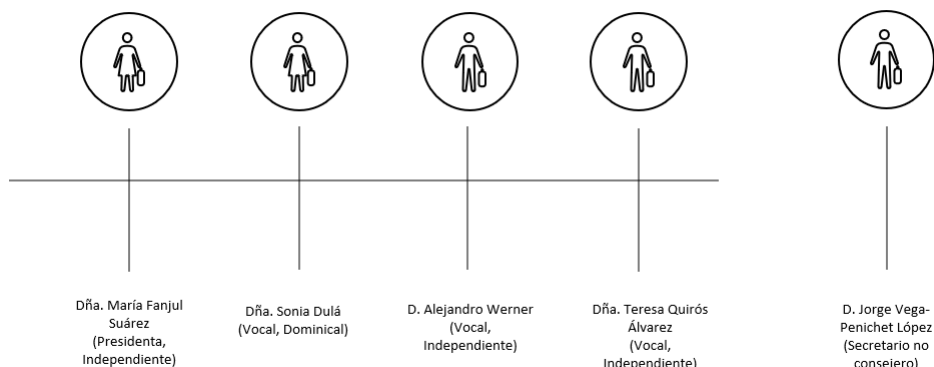 Dña. María Fanjul
Suárez
(Presidenta,
Independiente)
Dña. Sonia Dulá
(Vocal, Dominical)
D. Alejandro Werner
(Vocal,
Independiente)
Dña. Teresa Quirós
Álvarez
(Vocal,
Independiente)
D. Jorge Vega-
Penichet López
(Secretario no
consejero)